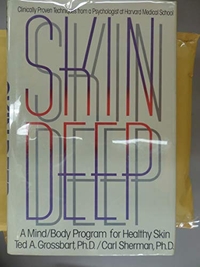 Clinically Proven Techniques from a Psychologist at Harvard Medical School
SKIN
DEEP
A Mind/Body Program for Healthy Skin
Ted A. Grossbart, Ph.D./Carl Sherman, Ph.D.